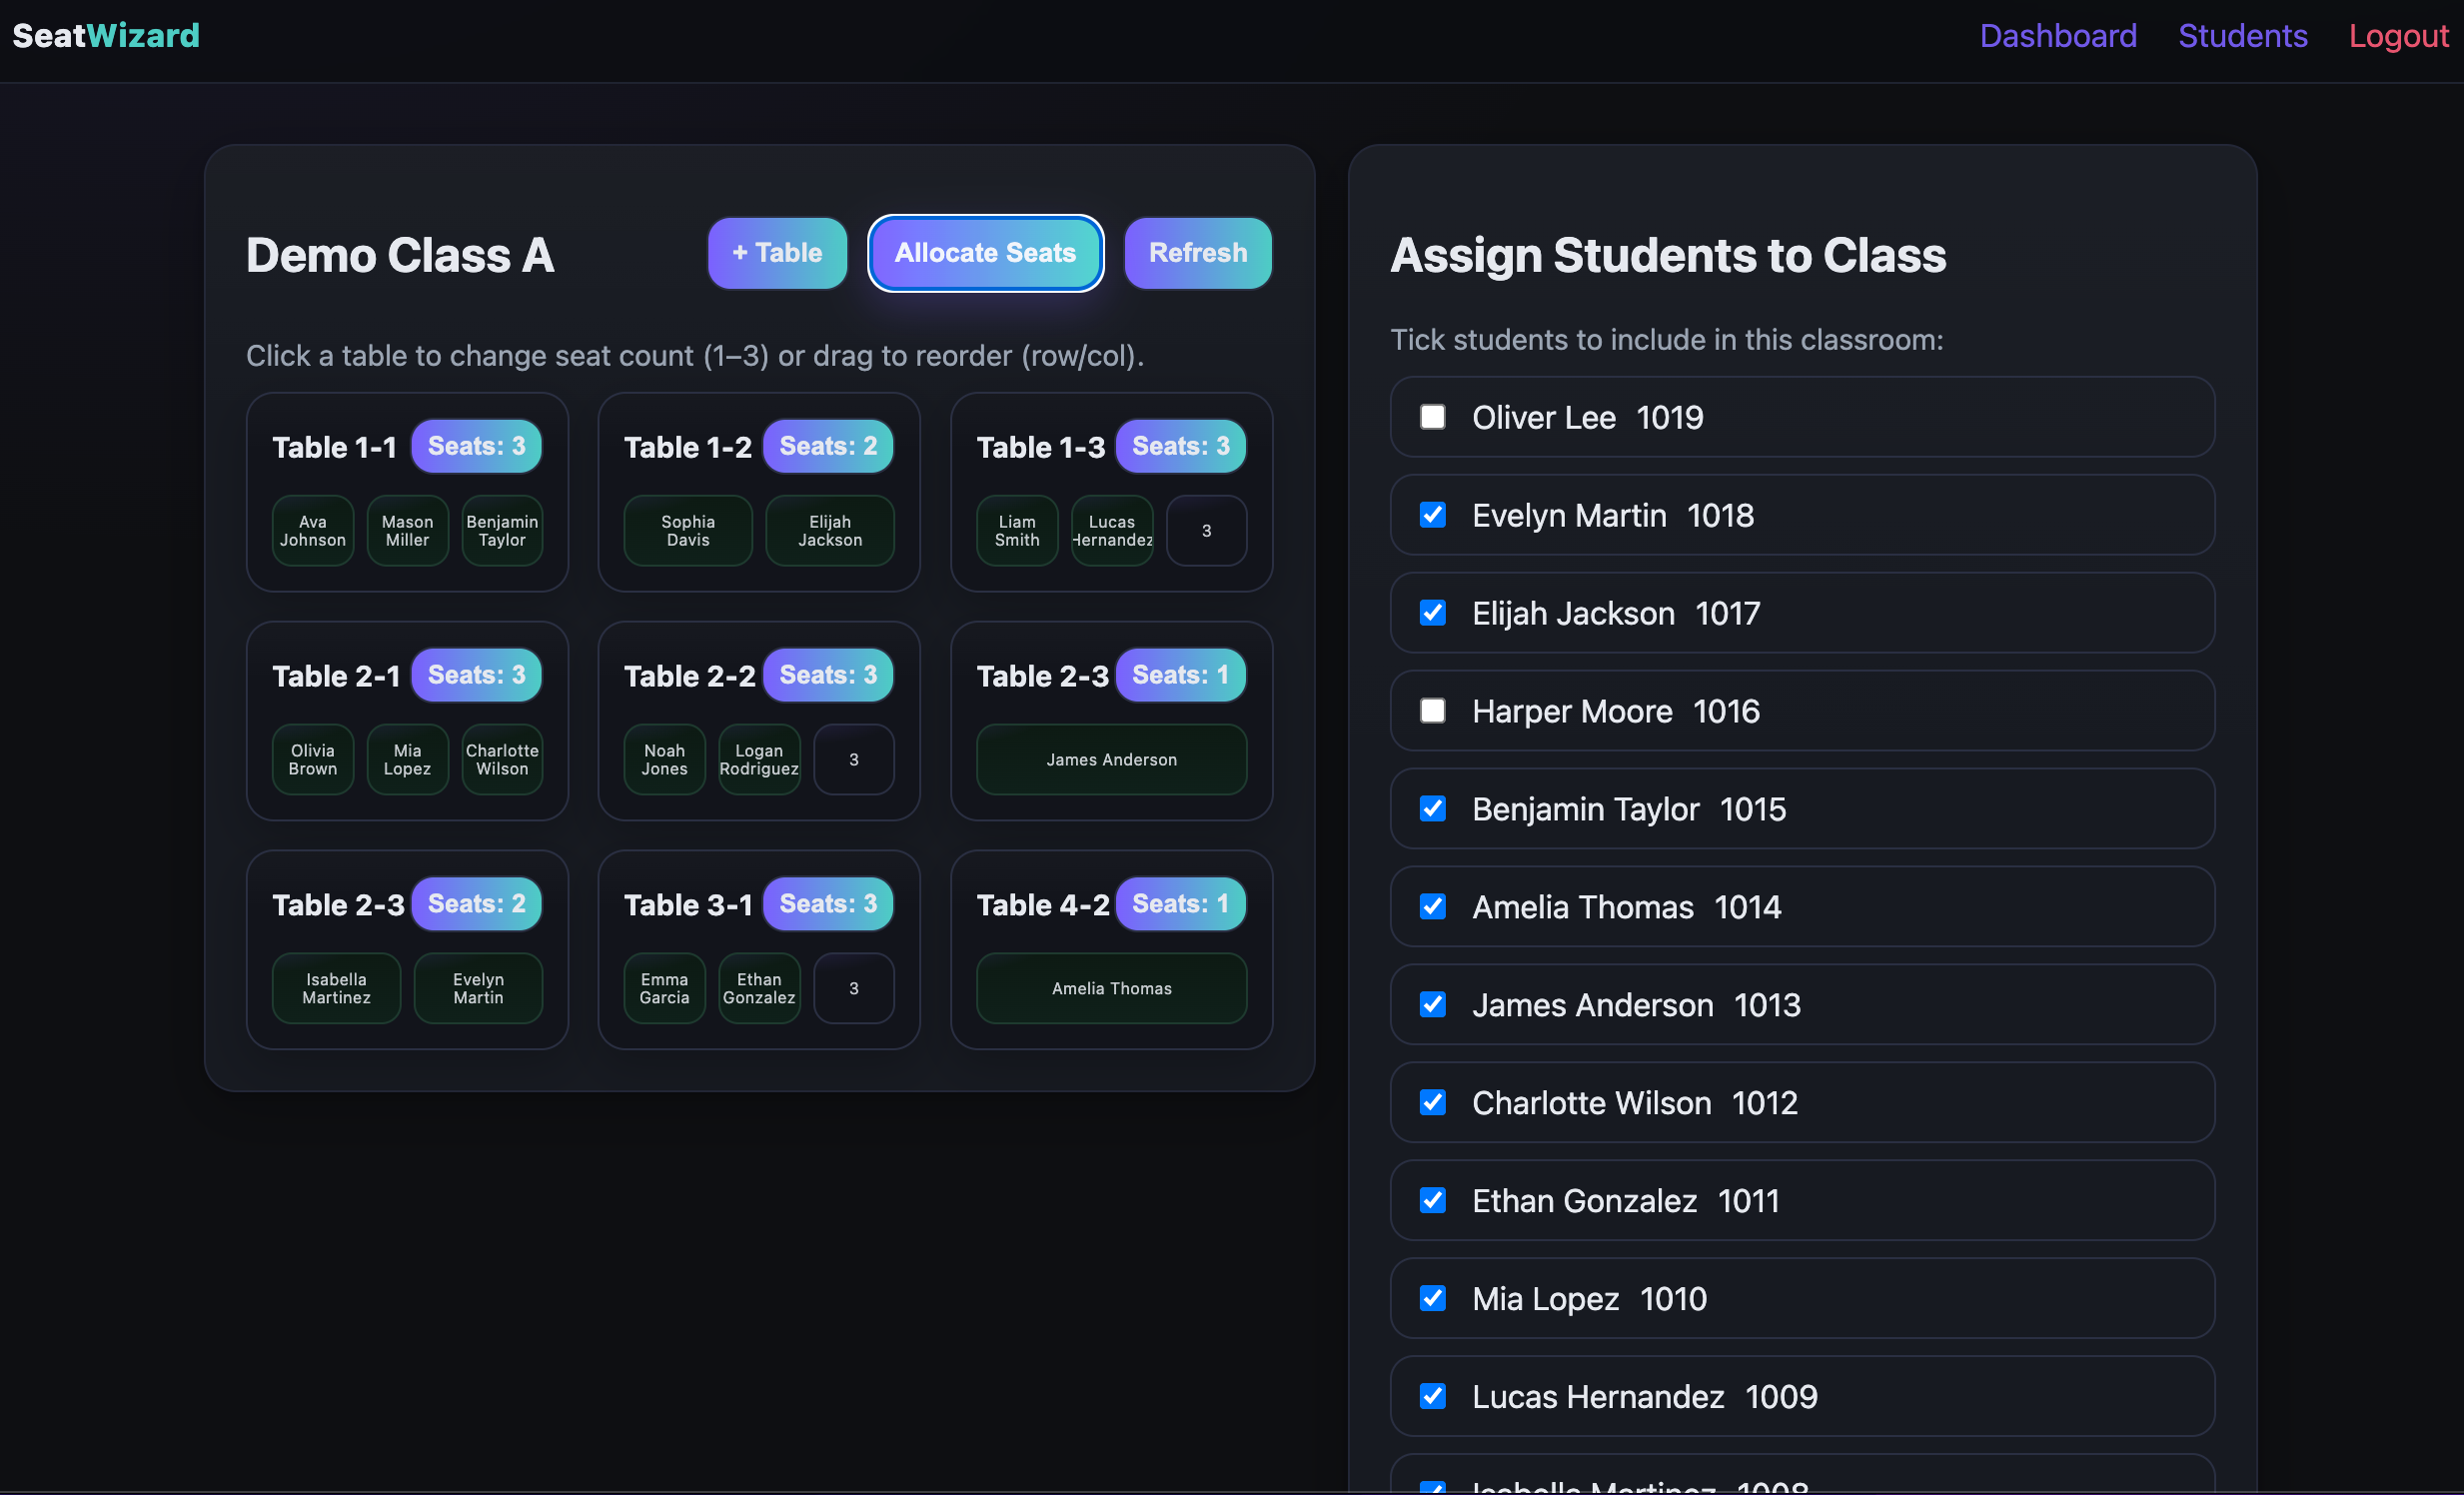 SeatWizard
Dashboard Students Logout
Demo Class A
+ Table
Allocate Seats
Refresh
Click a table to change seat count (1–3) or drag to reorder (row/col).
Table 1-1 Seats: 3
Ava
Johnson
Mason
Miller
Benjamin
Taylor
Table 1-2 Seats: 2
Sophia
Davis
Elijah
Jackson
Table 1-3 Seats: 3
Liam
Smith
Lucas
Hernandez
3
Table 2-1 Seats: 3
Olivia
Brown
Mia
Lopez
Charlotte
Wilson
Table 2-2 Seats: 3
Noah
Jones
Logan
Rodriguez
3
Table 2-3 Seats: 1
James Anderson
Table 2-3 Seats: 2
Isabella
Martinez
Evelyn
Martin
Table 3-1 Seats: 3
Emma
Garcia
Ethan
Gonzalez
3
Table 4-2 Seats: 1
Amelia Thomas
Assign Students to Class
Tick students to include in this classroom:
Oliver Lee 1019
Evelyn Martin 1018
Elijah Jackson 1017
Harper Moore 1016
Benjamin Taylor 1015
Amelia Thomas 1014
James Anderson 1013
Charlotte Wilson 1012
Ethan Gonzalez 1011
Mia Lopez 1010
Lucas Hernandez 1009
Isabella Martinez 1008